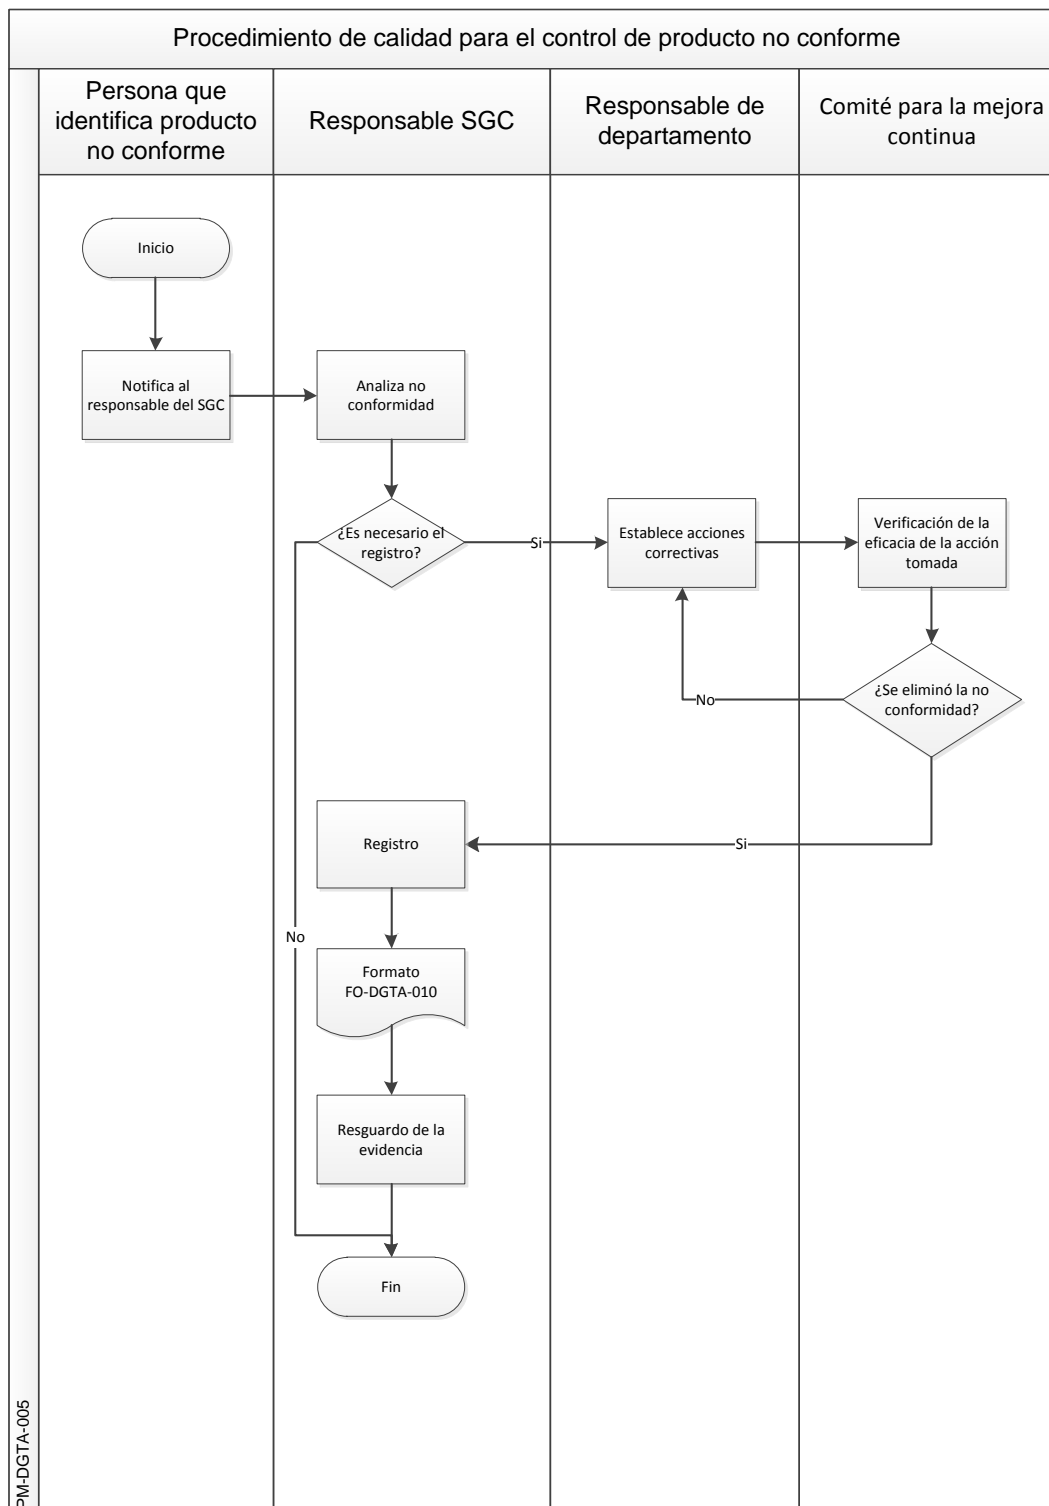 Procedimiento de calidad para el control de producto no conforme
Persona que
identifica producto
no conforme
Responsable SGC
Responsable de
departamento
Comité para la mejora
continua
Inicio
Notifica al
responsable del SGC
Analiza no
conformidad
¿Es necesario el
registro?
Si
Establece acciones
correctivas
Verificación de la
eficacia de la acción
tomada
¿Se eliminó la no
conformidad?
No
Si
Registro
No
Formato
FO-DGTA-010
Resguardo de la
evidencia
Fin
PM-DGTA-005